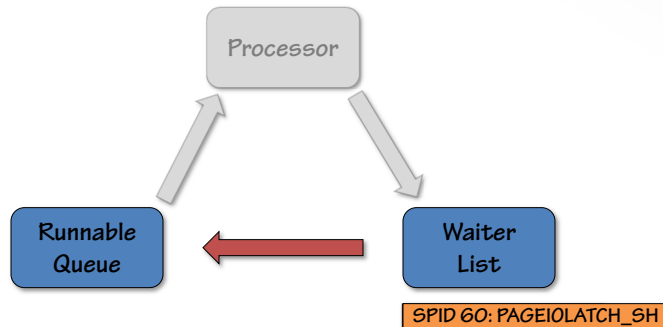 Processor
Runnable
Queue
Waiter
List
SPID 60: PAGEIOLATCH_SH